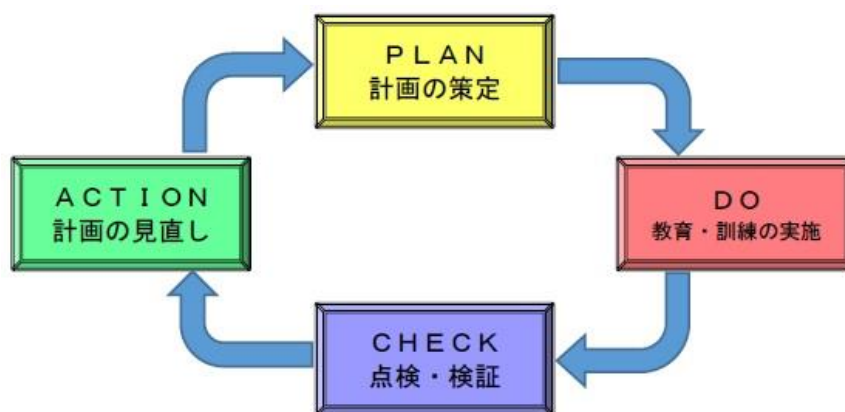 ＰＬＡＮ
計画の策定
ＤＯ
教育・訓練の実施
ＣＨＥＣＫ
点検・検証
ＡＣＴＩＯＮ
計画の見直し